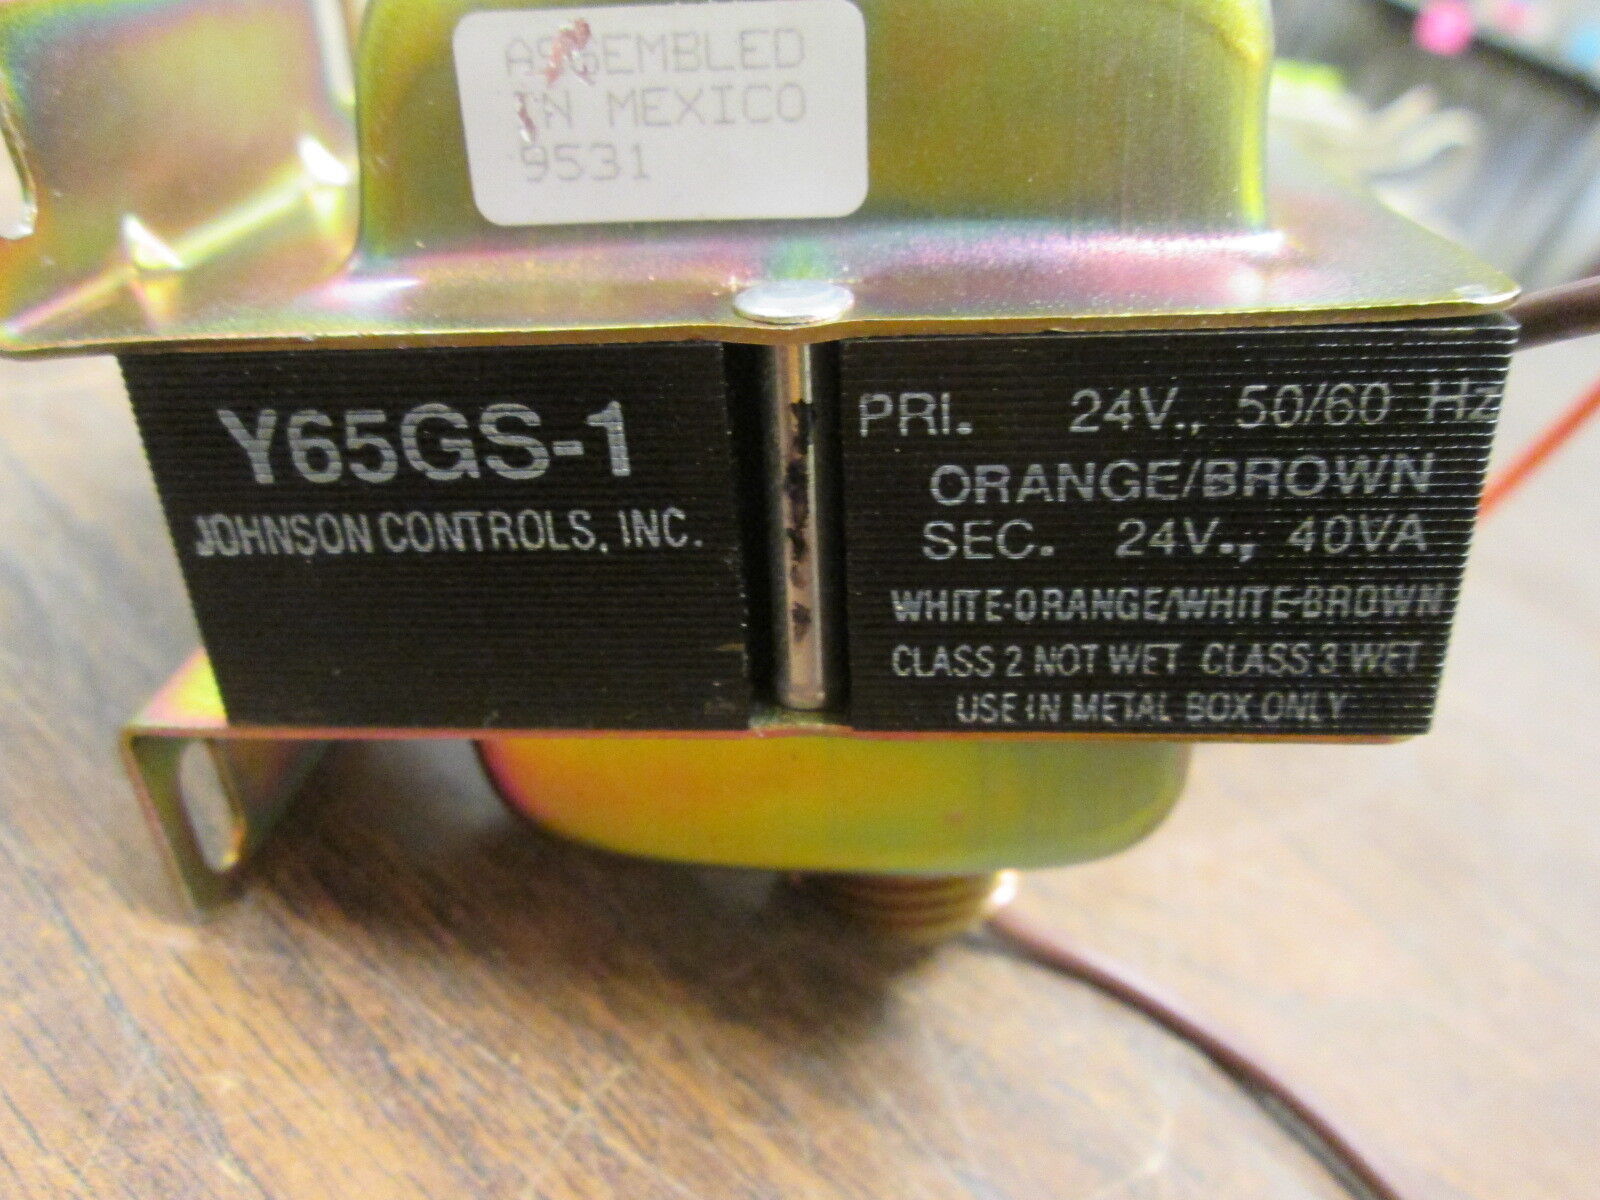 ASSEMBLED
IN MEXICO
9531
Y65GS-1
JOHNSON CONTROLS, INC.
PRI. 24V., 50/60 Hz
ORANGE/BROWN
SEC. 24V., 40VA
WHITE-ORANGE/WHITE-BROWN
CLASS 2 NOT WET CLASS 3 WET
USE IN METAL BOX ONLY